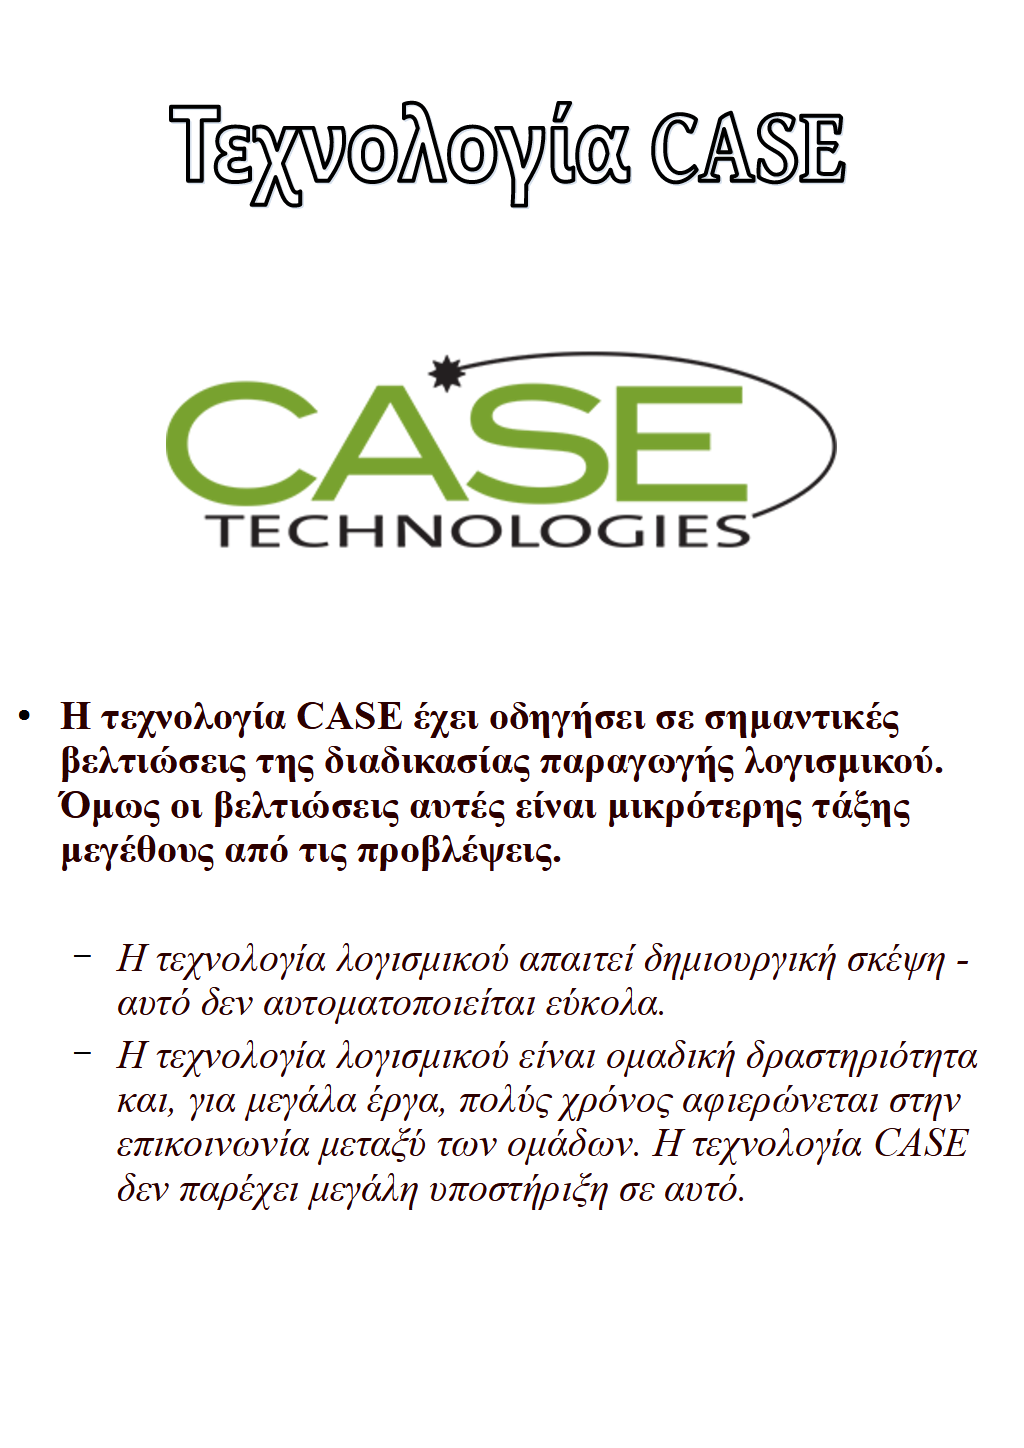 Τεχνολογία CASE
CASE
TECHNOLOGIES
• Η τεχνολογία CASE έχει οδηγήσει σε σημαντικές
βελτιώσεις της διαδικασίας παραγωγής λογισμικού.
Όμως οι βελτιώσεις αυτές είναι μικρότερης τάξης
μεγέθους από τις προβλέψεις.
– Η τεχνολογία λογισμικού απαιτεί δημιουργική σκέψη -
αυτό δεν αυτοματοποιείται εύκολα.
– Η τεχνολογία λογισμικού είναι ομαδική δραστηριότητα
και, για μεγάλα έργα, πολύς χρόνος αφιερώνεται στην
επικοινωνία μεταξύ των ομάδων. Η τεχνολογία CASE
δεν παρέχει μεγάλη υποστήριξη σε αυτό.